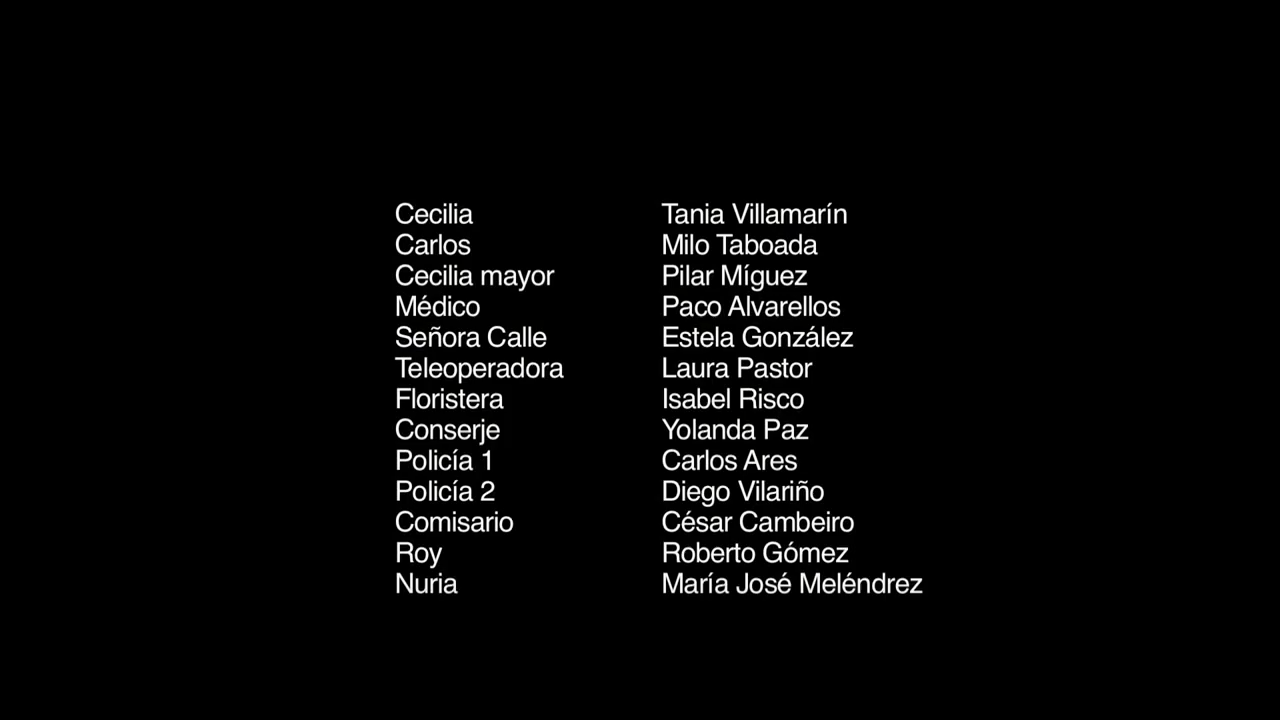 Cecilia Tania Villamarín
Carlos Milo Taboada
Cecilia mayor Pilar Míguez
Médico Paco Alvarellos
Señora Calle Estela González
Teleoperadora Laura Pastor
Floristera Isabel Risco
Conserje Yolanda Paz
Policía 1 Carlos Ares
Policía 2 Diego Vilariño
Comisario César Cambeiro
Roy Roberto Gómez
Nuria María José Meléndrez